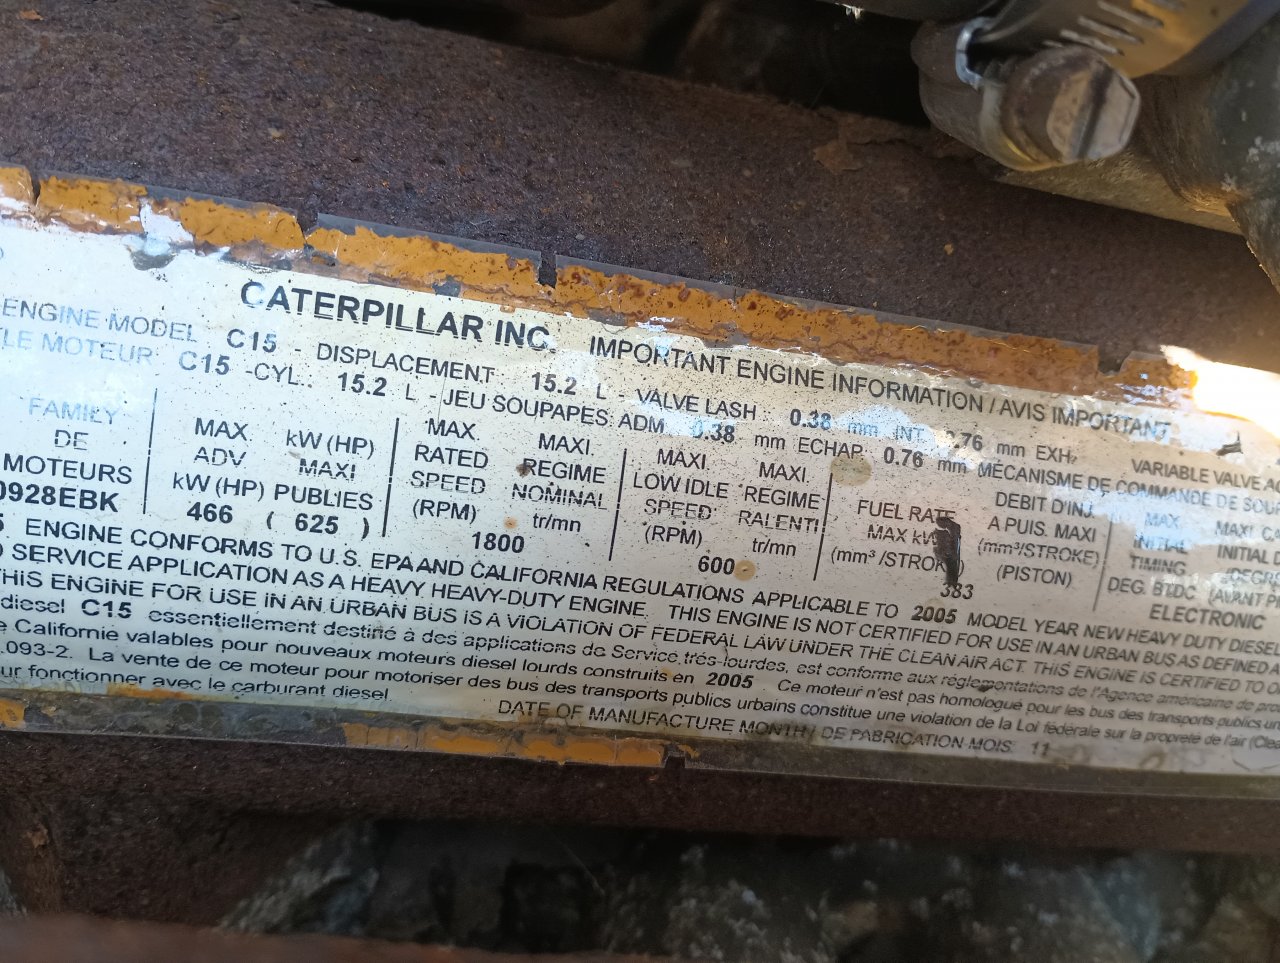 CATERPILLAR INC. IMPORTANT ENGINE INFORMATION / AVIS IMPORTANT
ENGINE MODEL C15 - DISPLACEMENT 15.2 L - VALVE LASH : 0.38 mm INT. .76 mm EXH. VARIABLE VALVE
LE MOTEUR C15 -CYL.: 15.2 L - JEU SOUPAPES: ADM 0.38 mm ECHAP. 0.76 mm MÉCANISME DE COMMANDE DE
FAMILY
DE
MOTEURS
0928EBK
MAX. kW (HP)
ADV MAXI
kW (HP) PUBLIES
466 ( 625 )
MAX. MAXI.
RATED REGIME
SPEED NOMINAL
(RPM) tr/mn
1800
MAXI. MAXI.
LOW IDLE REGIME
SPEED RALENTI
(RPM) tr/mn
600
FUEL RATE DEBIT D'INJ.
MAX kW A PUIS. MAXI
(mm³/STROKE) (mm³/STROKE)
(PISTON)
383
MAX. MAXI.
INITIAL INITIAL
TIMING
DEG. BTDC (AVANT
ELECTRONIC
ENGINE CONFORMS TO U.S. EPA AND CALIFORNIA REGULATIONS APPLICABLE TO 2005 MODEL YEAR NEW HEAVY DUTY DIESEL
SERVICE APPLICATION AS A HEAVY HEAVY-DUTY ENGINE. THIS ENGINE IS NOT CERTIFIED FOR USE IN AN URBAN BUS AS DEFINED
THIS ENGINE FOR USE IN AN URBAN BUS IS A VIOLATION OF FEDERAL LAW UNDER THE CLEAN AIR ACT. THIS ENGINE IS CERTIFIED TO
diesel C15 essentiellement destiné à des applications de Service très-lourdes, est conforme aux réglementations de l'Agence américaine de
Californie valables pour nouveaux moteurs diesel lourds construits en 2005 Ce moteur n'est pas homologué pour les bus des transports publics
.093-2. La vente de ce moteur pour motoriser des bus des transports publics urbains constitue une violation de la Loi fédérale sur la propreté de l'air
fonctionner avec le carburant diesel.
DATE OF MANUFACTURE MONTH / DE FABRICATION MOIS: 11